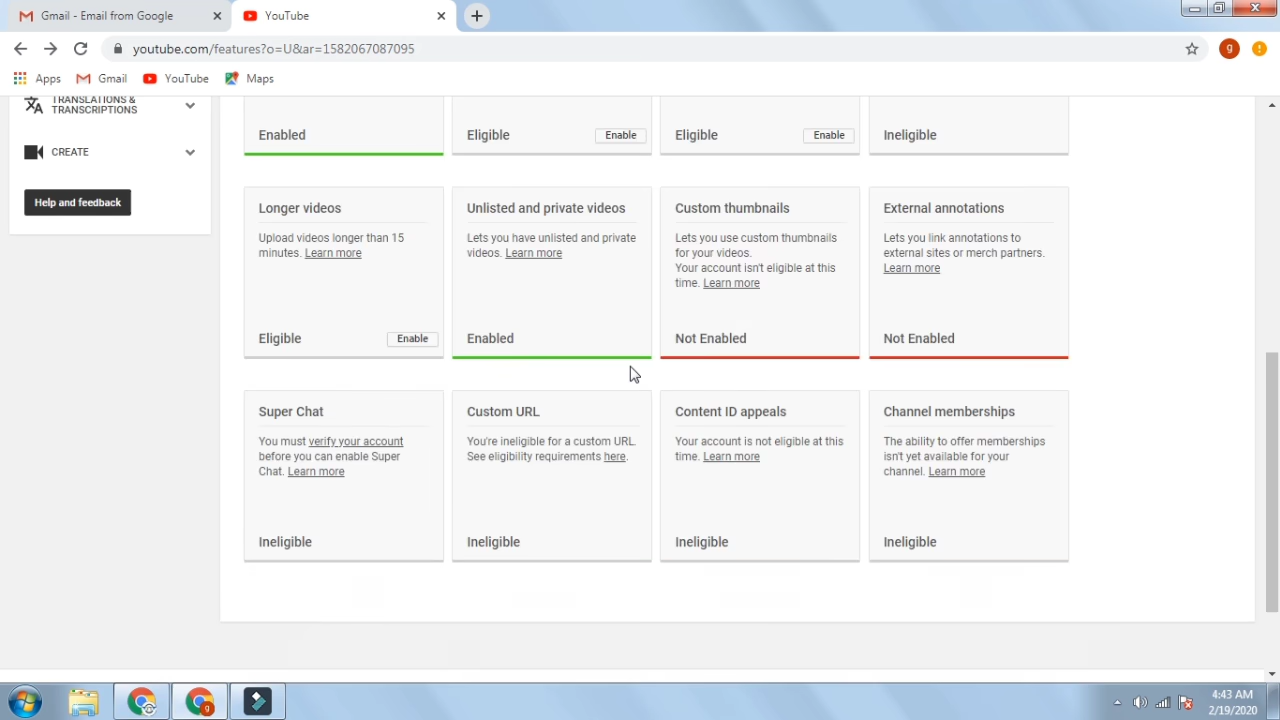 Gmail - Email from Google
YouTube
youtube.com/features?o=U&ar=1582067087095
g
Apps
Gmail
YouTube
Maps
TRANSLATIONS &
TRANSCRIPTIONS
CREATE
Help and feedback
Enabled
Eligible
Enable
Eligible
Enable
Ineligible
Longer videos
Upload videos longer than 15
minutes. Learn more
Eligible
Enable
Unlisted and private videos
Lets you have unlisted and private
videos. Learn more
Enabled
Custom thumbnails
Lets you use custom thumbnails
for your videos.
Your account isn't eligible at this
time. Learn more
Not Enabled
External annotations
Lets you link annotations to
external sites or merch partners.
Learn more
Not Enabled
Super Chat
You must verify your account
before you can enable Super
Chat. Learn more
Ineligible
Custom URL
You're ineligible for a custom URL.
See eligibility requirements here.
Ineligible
Content ID appeals
Your account is not eligible at this
time. Learn more
Ineligible
Channel memberships
The ability to offer memberships
isn't yet available for your
channel. Learn more
Ineligible
g
4:43 AM
2/19/2020